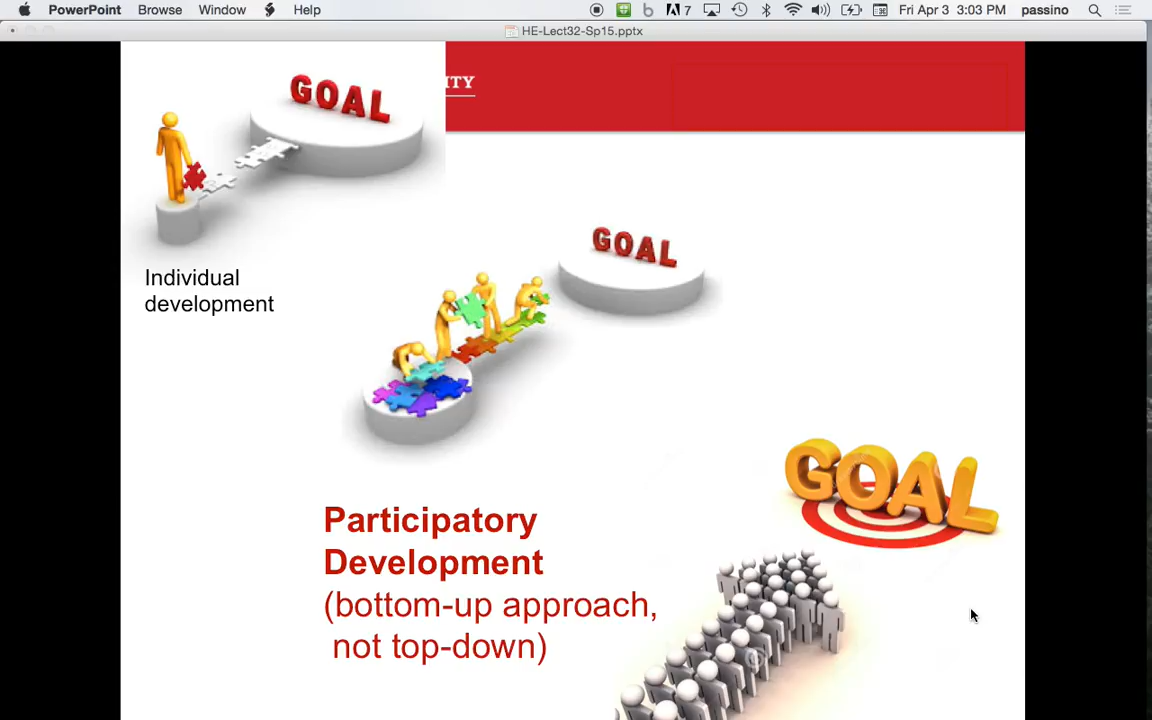 PowerPoint Browse Window Help 7 Fri Apr 3 3:03 PM passino
HE-Lect32-Sp15.pptx
ITY
GOAL
Individual
development
GOAL
GOAL
Participatory
Development
(bottom-up approach,
not top-down)